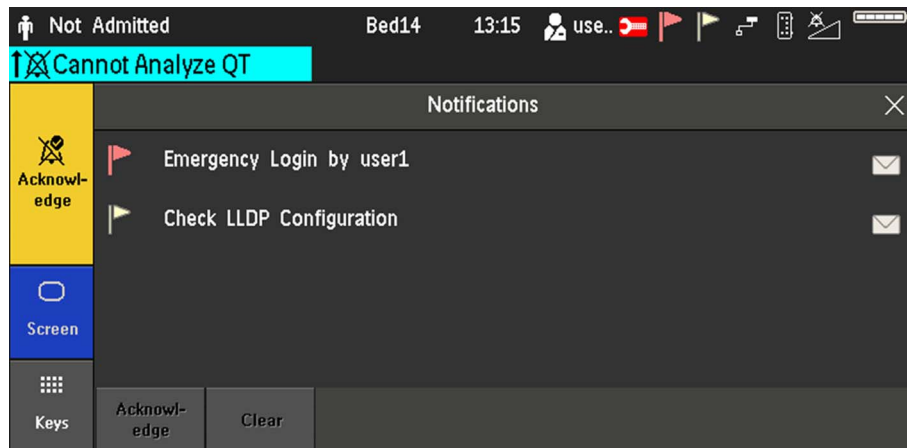 Not Admitted Bed14 13:15 use..
Cannot Analyze QT
Notifications
Acknowl-
edge
Emergency Login by user1
Check LLDP Configuration
Screen
Keys
Acknowl-
edge
Clear